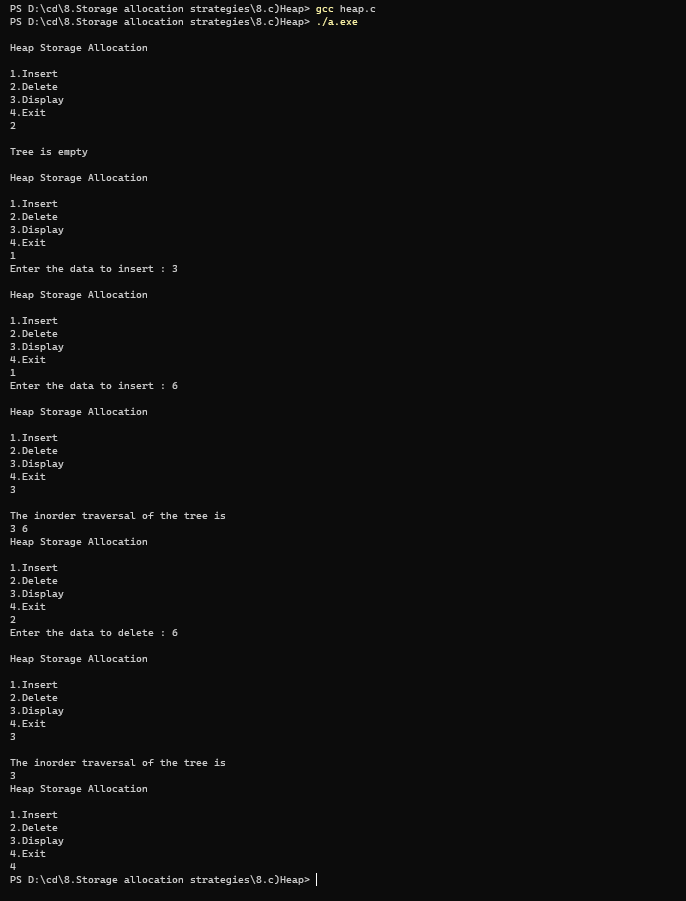 PS D:\cd\8.Storage allocation strategies\8.c)Heap> gcc heap.c
PS D:\cd\8.Storage allocation strategies\8.c)Heap> ./a.exe
Heap Storage Allocation
1.Insert
2.Delete
3.Display
4.Exit
2
Tree is empty
Heap Storage Allocation
1.Insert
2.Delete
3.Display
4.Exit
1
Enter the data to insert : 3
Heap Storage Allocation
1.Insert
2.Delete
3.Display
4.Exit
1
Enter the data to insert : 6
Heap Storage Allocation
1.Insert
2.Delete
3.Display
4.Exit
3
The inorder traversal of the tree is
3 6
Heap Storage Allocation
1.Insert
2.Delete
3.Display
4.Exit
2
Enter the data to delete : 6
Heap Storage Allocation
1.Insert
2.Delete
3.Display
4.Exit
3
The inorder traversal of the tree is
3
Heap Storage Allocation
1.Insert
2.Delete
3.Display
4.Exit
4
PS D:\cd\8.Storage allocation strategies\8.c)Heap>